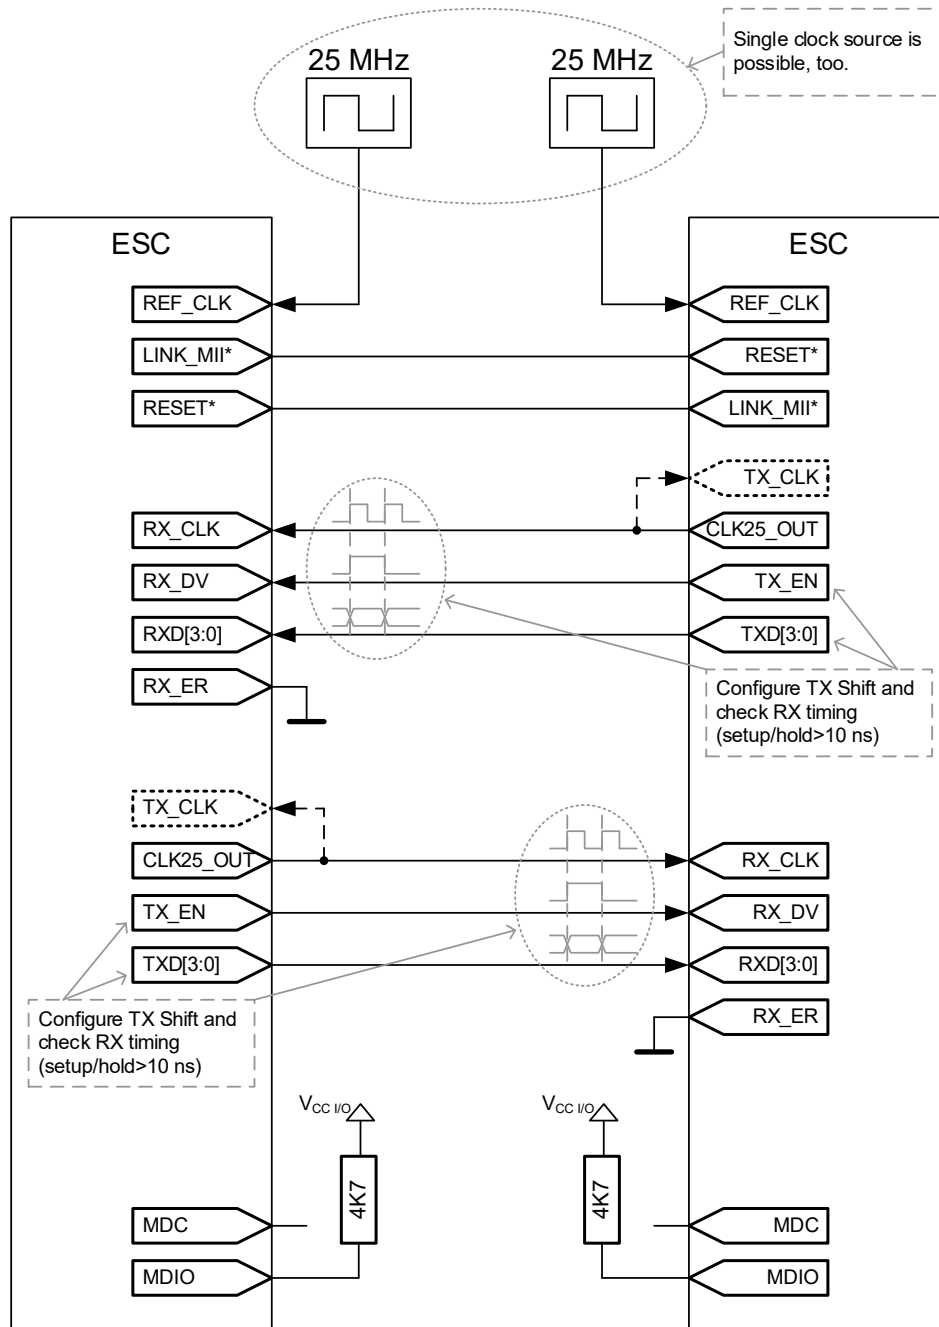 Single clock source is
possible, too.
25 MHz
25 MHz
ESC
ESC
REF_CLK
REF_CLK
LINK_MII*
RESET*
RESET*
LINK_MII*
TX_CLK
RX_CLK
CLK25_OUT
RX_DV
TX_EN
RXD[3:0]
TXD[3:0]
RX_ER
Configure TX Shift and
check RX timing
(setup/hold>10 ns)
TX_CLK
CLK25_OUT
RX_CLK
TX_EN
RX_DV
TXD[3:0]
RXD[3:0]
RX_ER
Configure TX Shift and
check RX timing
(setup/hold>10 ns)
VCC I/O
VCC I/O
4K7
4K7
MDC
MDC
MDIO
MDIO